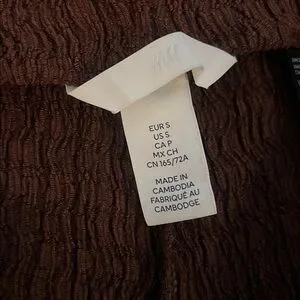 H&M
EUR S
US S
CA P
MX CH
CN 165/72A
MADE IN
CAMBODIA
FABRIQUÉ AU
CAMBODGE